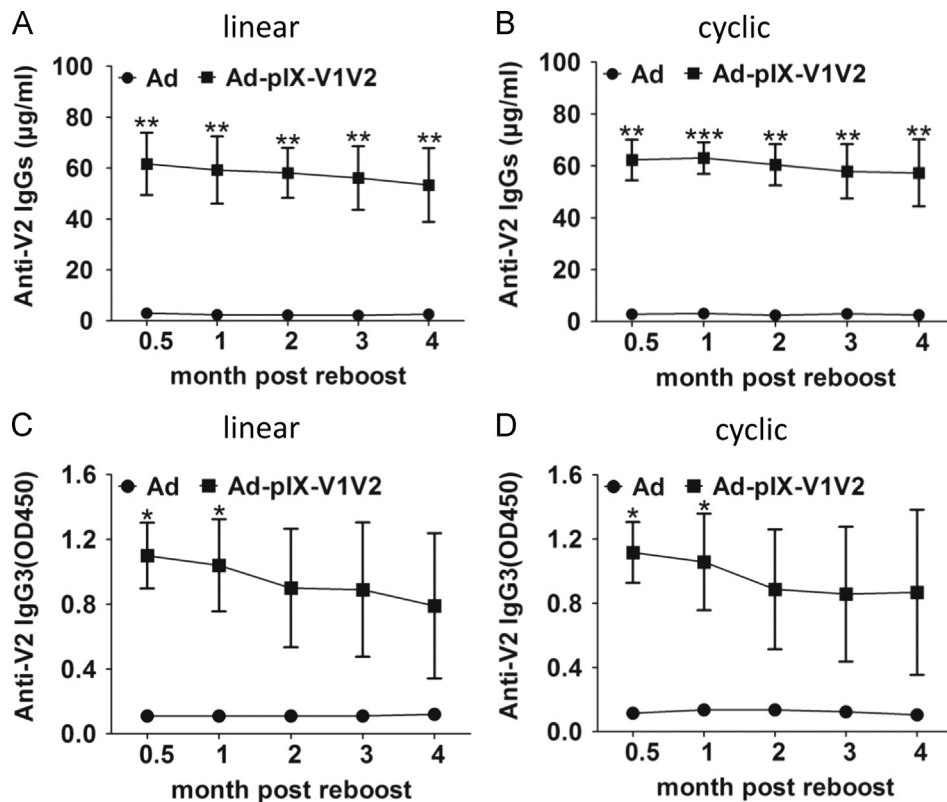 A linear
Anti-V2 IgGs (µg/ml)
100
80
60
40
20
0
Ad Ad-pIX-V1V2
** ** ** ** **
0.5 1 2 3 4
month post reboost
B cyclic
Anti-V2 IgGs (µg/ml)
100
80
60
40
20
0
Ad Ad-pIX-V1V2
** *** ** ** **
0.5 1 2 3 4
month post reboost
C linear
Anti-V2 IgG3(OD450)
1.6
1.2
0.8
0.4
0.0
Ad Ad-pIX-V1V2
* *
0.5 1 2 3 4
month post reboost
D cyclic
Anti-V2 IgG3(OD450)
1.6
1.2
0.8
0.4
0.0
Ad Ad-pIX-V1V2
* *
0.5 1 2 3 4
month post reboost